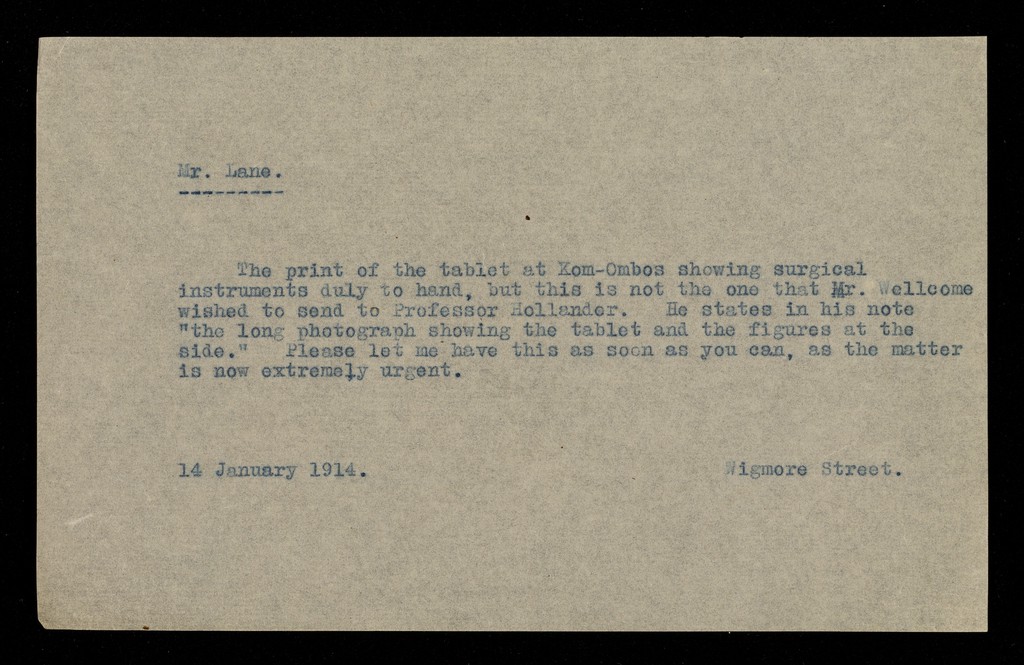 Mr. Lane.
The print of the tablet at Kom-Ombos showing surgical
instruments duly to hand, but this is not the one that Mr. Wellcome
wished to send to Professor Hollander. He states in his note
"the long photograph showing the tablet and the figures at the
side." Please let me have this as soon as you can, as the matter
is now extremely urgent.
14 January 1914. Wigmore Street.